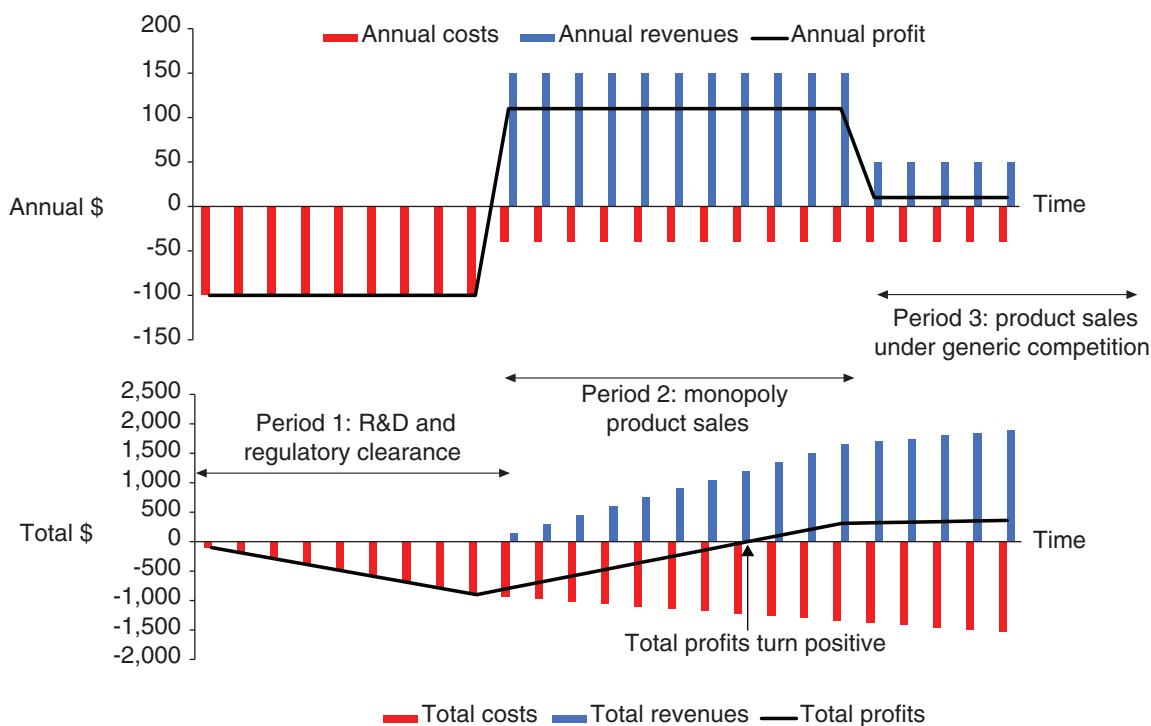 200
Annual costs Annual revenues Annual profit
150
100
50
Annual $ 0 Time
-50
-100
-150
Period 3: product sales
under generic competition
2,500
2,000
1,500
1,000
500
Total $ 0 Time
-500
-1,000
-1,500
-2,000
Period 2: monopoly
product sales
Period 1: R&D and
regulatory clearance
Total profits turn positive
Total costs Total revenues Total profits